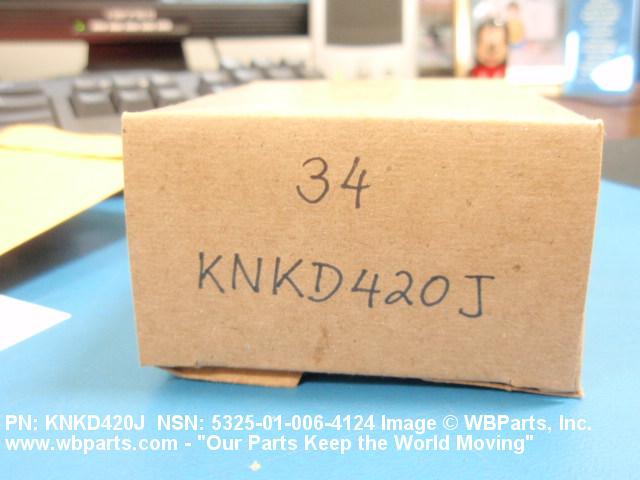 34
KNKD420J
PN: KNKD420J NSN: 5325-01-006-4124 Image © WBParts, Inc.
www.wbparts.com - "Our Parts Keep the World Moving"